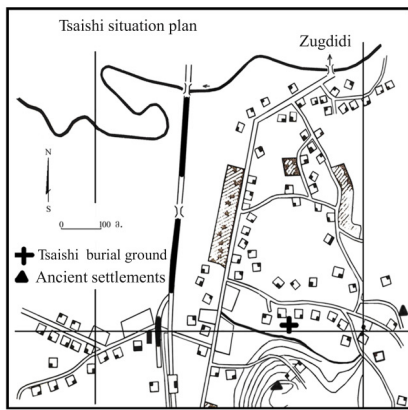 Tsaishi situation plan
Zugdidi
N
S
0 100 a.
Tsaishi burial ground
Ancient settlements